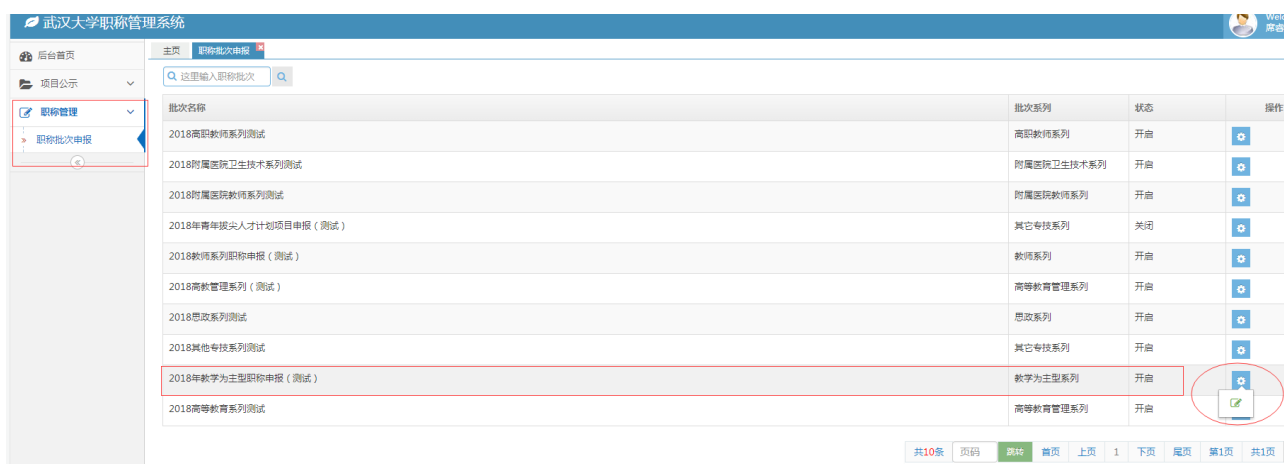 武汉大学职称管理系统
Welc
席睿
后台首页
项目公示
职称管理
职称批次申报
主页 职称批次申报
这里输入职称批次
批次名称 批次系列 状态 操作
2018高职教师系列测试 高职教师系列 开启
2018附属医院卫生技术系列测试 附属医院卫生技术系列 开启
2018附属医院教师系列测试 附属医院教师系列 开启
2018年青年拔尖人才计划项目申报(测试) 其它专技系列 关闭
2018教师系列职称申报(测试) 教师系列 开启
2018高教管理系列(测试) 高等教育管理系列 开启
2018思政系列测试 思政系列 开启
2018其他专技系列测试 其它专技系列 开启
2018年教学为主型职称申报(测试) 教学为主型系列 开启
2018高等教育系列测试 高等教育管理系列 开启
共10条 页码 跳转 首页 上页 1 下页 尾页 第1页 共1页